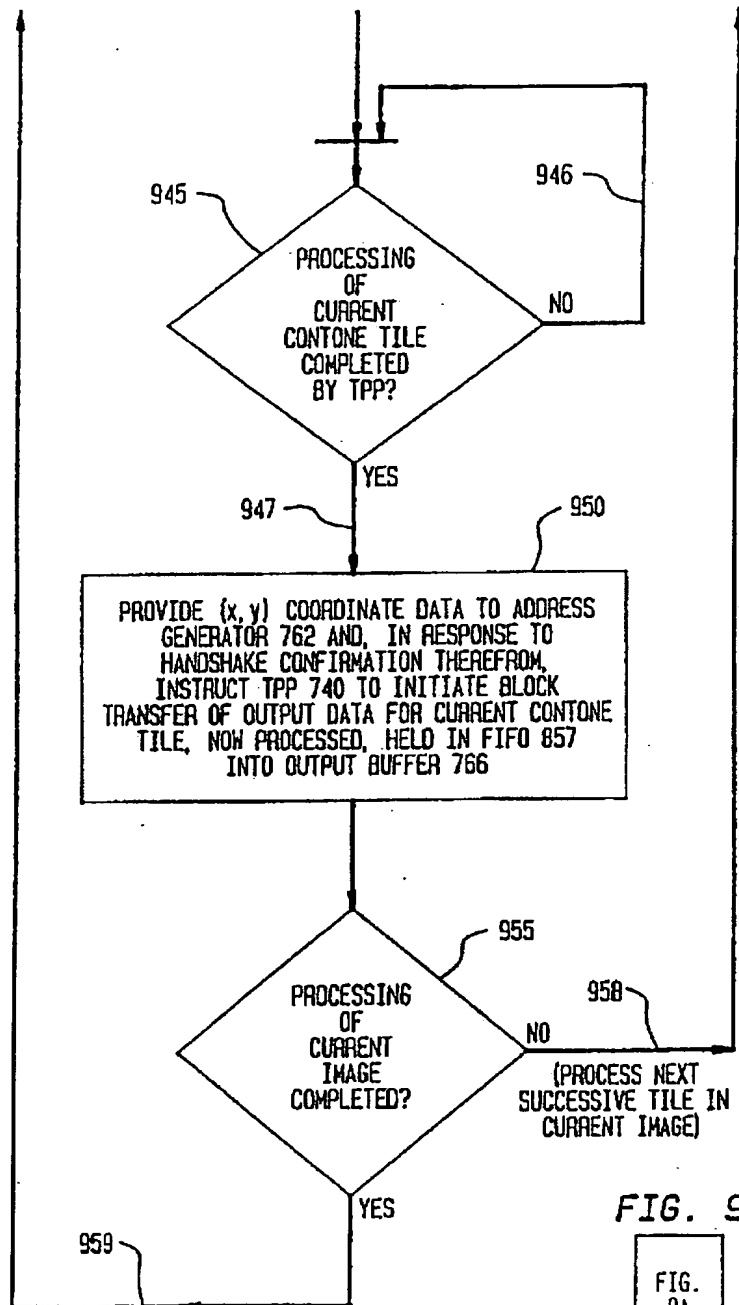 945
946
PROCESSING
OF
CURRENT
CONTONE TILE
COMPLETED
BY TPP?
NO
YES
947
950
PROVIDE (x, y) COORDINATE DATA TO ADDRESS
GENERATOR 762 AND, IN RESPONSE TO
HANDSHAKE CONFIRMATION THEREFROM,
INSTRUCT TPP 740 TO INITIATE BLOCK
TRANSFER OF OUTPUT DATA FOR CURRENT CONTONE
TILE, NOW PROCESSED, HELD IN FIFO 857
INTO OUTPUT BUFFER 766
955
PROCESSING
OF
CURRENT
IMAGE
COMPLETED?
NO
958
(PROCESS NEXT
SUCCESSIVE TILE IN
CURRENT IMAGE)
YES
959
FIG. 9
FIG.